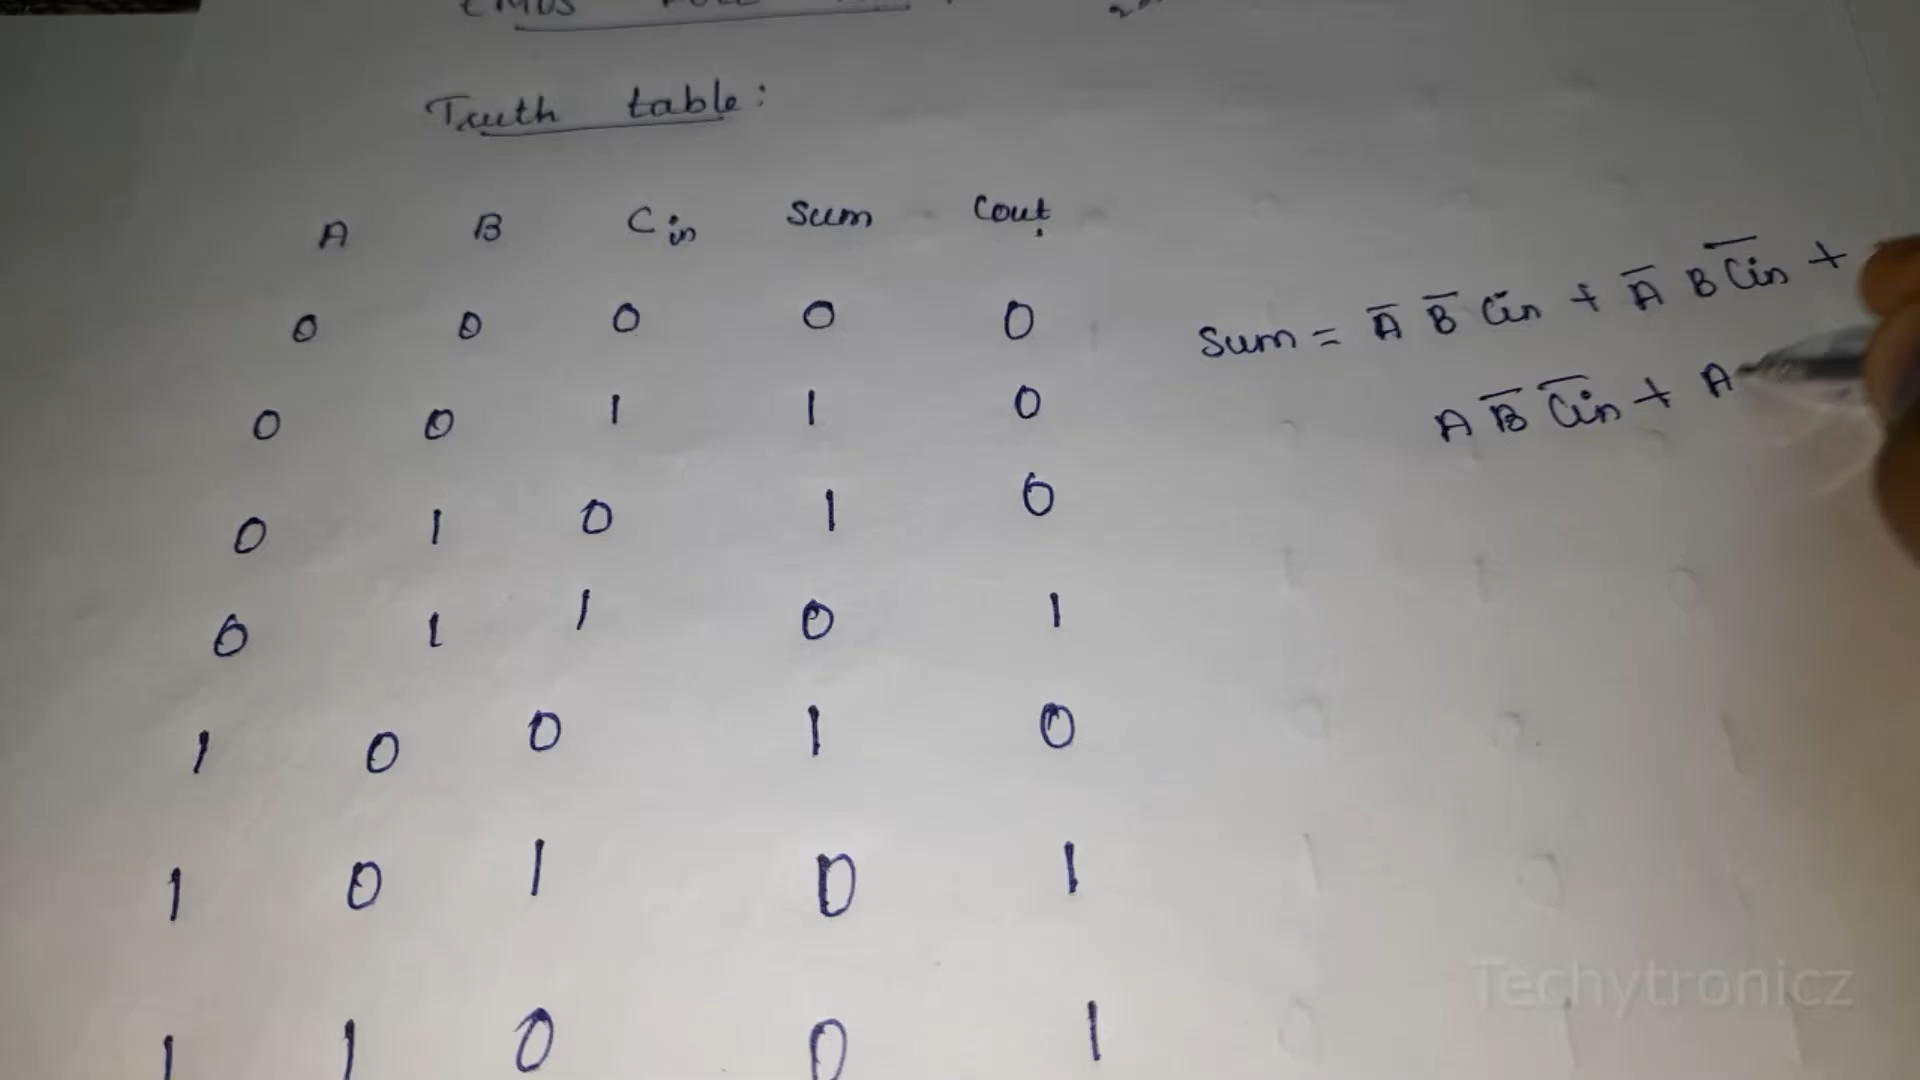 CMOS
Truth table:
A B Cin Sum Cout
0 0 0 0 0
0 0 1 1 0
0 1 0 1 0
0 1 1 0 1
1 0 0 1 0
1 0 1 0 1
1 1 0 0 1
Sum = A̅ B̅ Cin + A̅ B C̅i̅n̅ +
A B̅ C̅i̅n̅ + A
Techytronicz